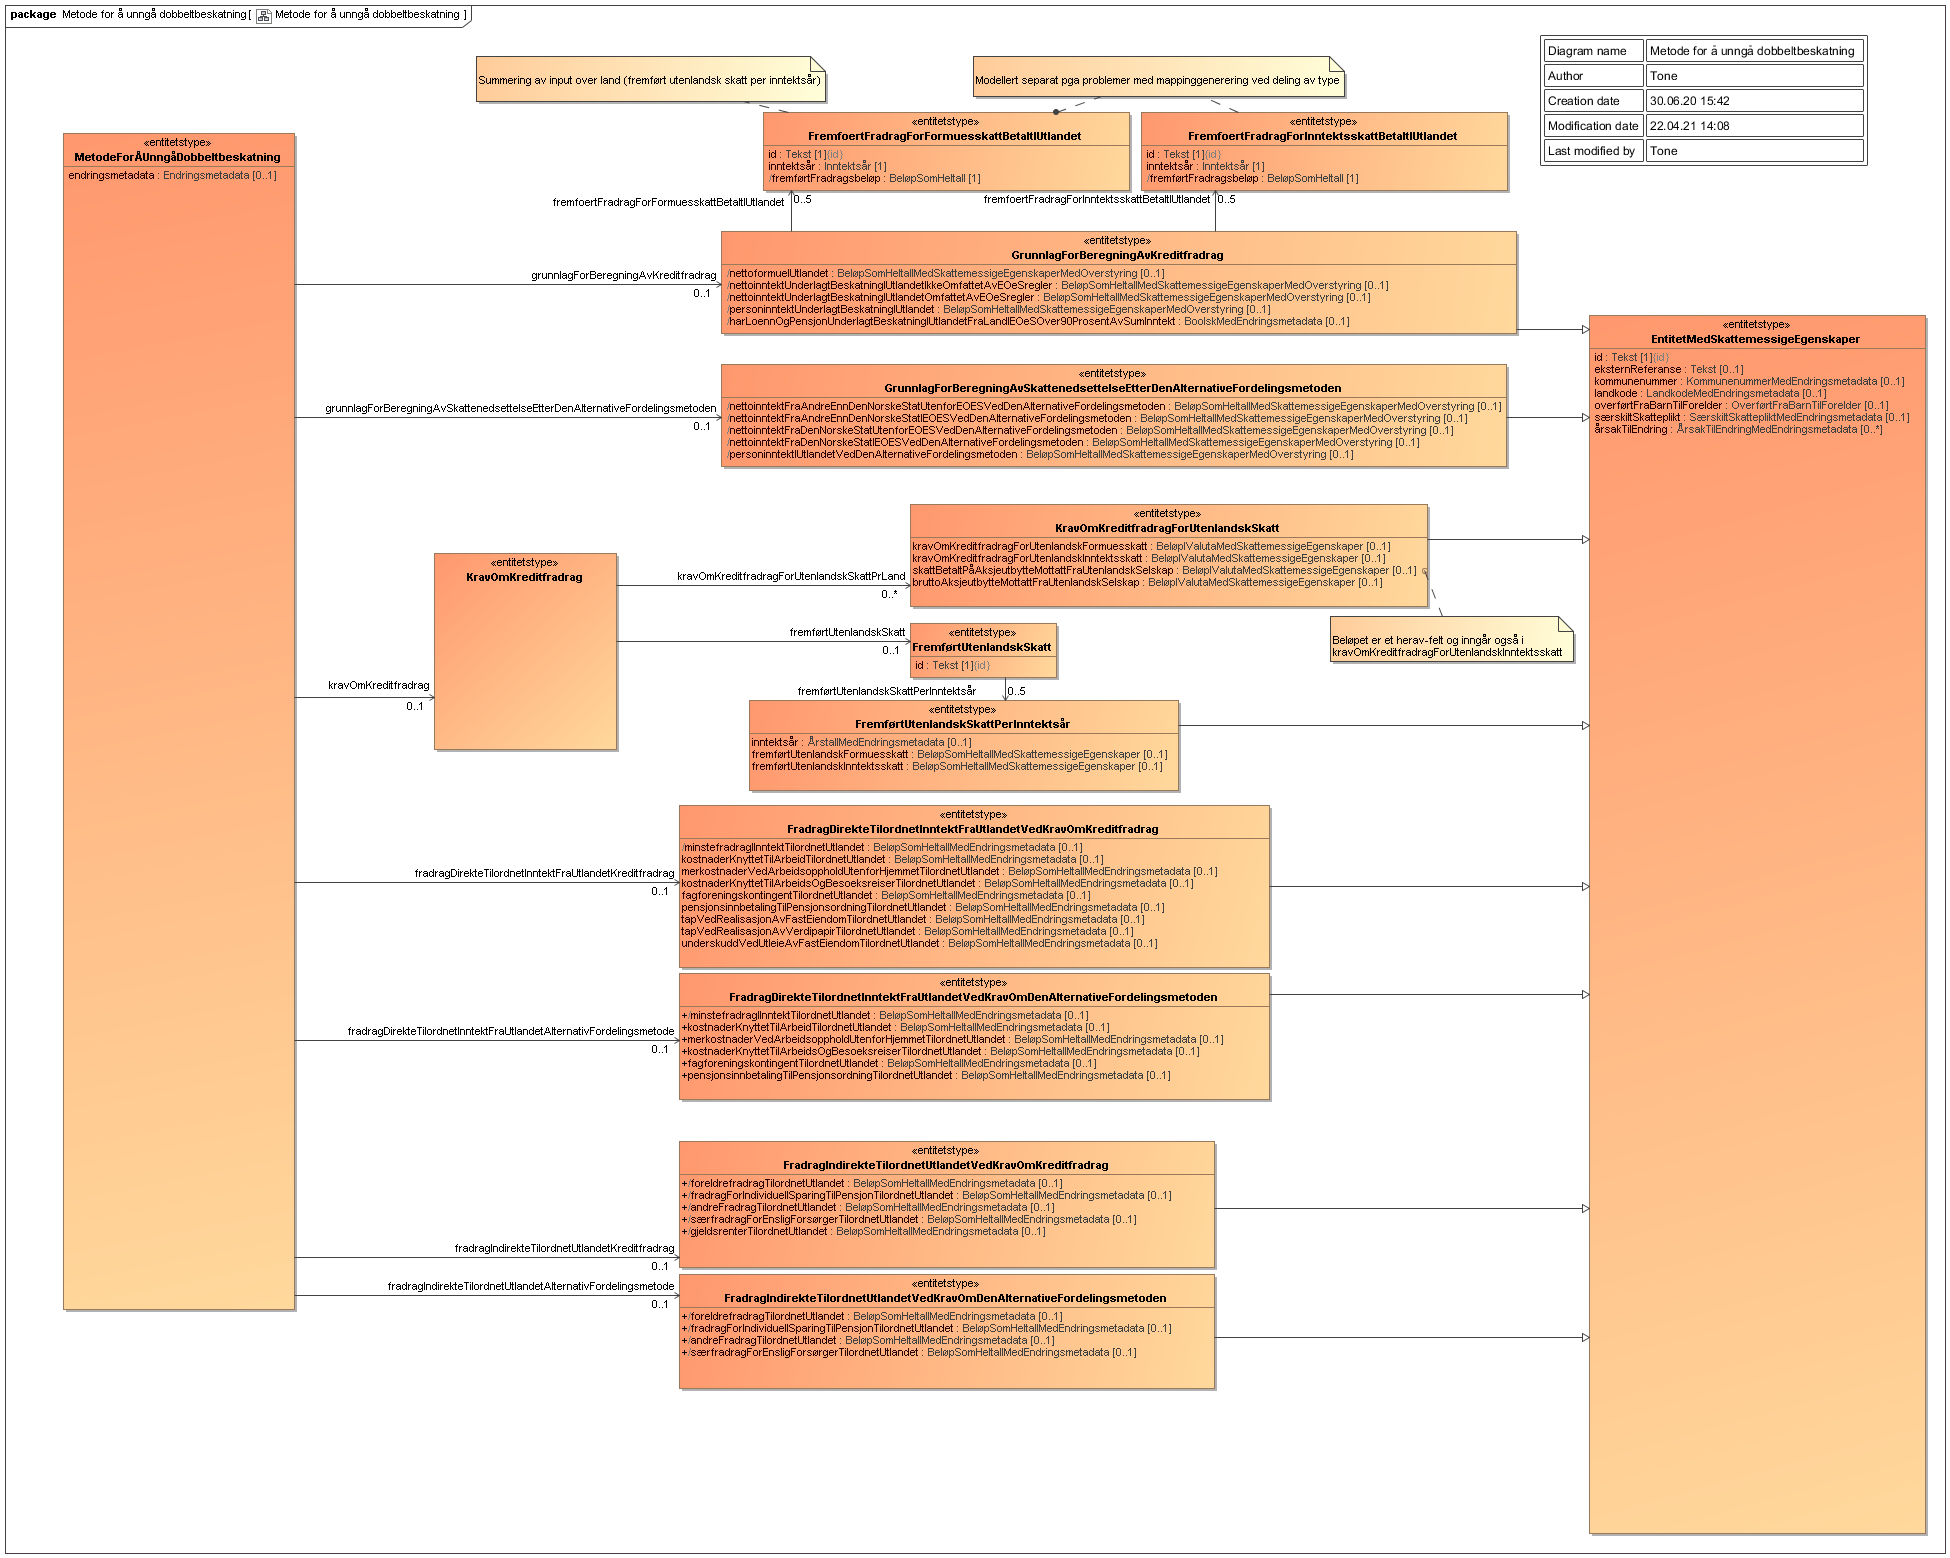 package Metode for å unngå dobbeltbeskatning[ Metode for å unngå dobbeltbeskatning ]
Diagram name Metode for å unngå dobbeltbeskatning
Author Tone
Creation date 30.06.20 15:42
Modification date 22.04.21 14:08
Last modified by Tone
Summering av input over land (fremført utenlandsk skatt per inntektsår)
Modellert separat pga problemer med mappinggenerering ved deling av type
«entitetstype»
MetodeForÅUnngåDobbeltbeskatning
endringsmetadata : Endringsmetadata [0..1]
«entitetstype»
FremfoertFradragForFormuesskattBetaltIUtlandet
id : Tekst [1]{id}
inntektsår : Inntektsår [1]
/fremførtFradragsbeløp : BeløpSomHeltall [1]
«entitetstype»
FremfoertFradragForInntektsskattBetaltIUtlandet
id : Tekst [1]{id}
inntektsår : Inntektsår [1]
/fremførtFradragsbeløp : BeløpSomHeltall [1]
fremfoertFradragForFormuesskattBetaltIUtlandet 0..5
fremfoertFradragForInntektsskattBetaltIUtlandet 0..5
grunnlagForBeregningAvKreditfradrag
0..1
«entitetstype»
GrunnlagForBeregningAvKreditfradrag
/nettoformueIUtlandet : BeløpSomHeltallMedSkattemessigeEgenskaperMedOverstyring [0..1]
/nettoinntektUnderlagtBeskatningIUtlandetIkkeOmfattetAvEOeSregler : BeløpSomHeltallMedSkattemessigeEgenskaperMedOverstyring [0..1]
/nettoinntektUnderlagtBeskatningIUtlandetOmfattetAvEOeSregler : BeløpSomHeltallMedSkattemessigeEgenskaperMedOverstyring [0..1]
/personinntektUnderlagtBeskatningIUtlandet : BeløpSomHeltallMedSkattemessigeEgenskaperMedOverstyring [0..1]
/harLoennOgPensjonUnderlagtBeskatningIUtlandetFraLandIEOeSOver90ProsentAvSumInntekt : BoolskMedEndringsmetadata [0..1]
«entitetstype»
EntitetMedSkattemessigeEgenskaper
id : Tekst [1]{id}
eksternReferanse : Tekst [0..1]
kommunenummer : KommunenummerMedEndringsmetadata [0..1]
landkode : LandkodeMedEndringsmetadata [0..1]
overførtFraBarnTilForelder : OverførtFraBarnTilForelder [0..1]
særskiltSkatteplikt : SærskiltSkattepliktMedEndringsmetadata [0..1]
årsakTilEndring : ÅrsakTilEndringMedEndringsmetadata [0..*]
grunnlagForBeregningAvSkattenedsettelseEtterDenAlternativeFordelingsmetoden
0..1
«entitetstype»
GrunnlagForBeregningAvSkattenedsettelseEtterDenAlternativeFordelingsmetoden
/nettoinntektFraAndreEnnDenNorskeStatUtenforEOESVedDenAlternativeFordelingsmetoden : BeløpSomHeltallMedSkattemessigeEgenskaperMedOverstyring [0..1]
/nettoinntektFraAndreEnnDenNorskeStatIEOESVedDenAlternativeFordelingsmetoden : BeløpSomHeltallMedSkattemessigeEgenskaperMedOverstyring [0..1]
/nettoinntektFraDenNorskeStatUtenforEOESVedDenAlternativeFordelingsmetoden : BeløpSomHeltallMedSkattemessigeEgenskaperMedOverstyring [0..1]
/nettoinntektFraDenNorskeStatIEOESVedDenAlternativeFordelingsmetoden : BeløpSomHeltallMedSkattemessigeEgenskaperMedOverstyring [0..1]
/personinntektIUtlandetVedDenAlternativeFordelingsmetoden : BeløpSomHeltallMedSkattemessigeEgenskaperMedOverstyring [0..1]
«entitetstype»
KravOmKreditfradragForUtenlandskSkatt
kravOmKreditfradragForUtenlandskFormuesskatt : BeløpIValutaMedSkattemessigeEgenskaper [0..1]
kravOmKreditfradragForUtenlandskInntektsskatt : BeløpIValutaMedSkattemessigeEgenskaper [0..1]
skattBetaltPåAksjeutbytteMottattFraUtenlandskSelskap : BeløpIValutaMedSkattemessigeEgenskaper [0..1]
bruttoAksjeutbytteMottattFraUtenlandskSelskap : BeløpIValutaMedSkattemessigeEgenskaper [0..1]
«entitetstype»
KravOmKreditfradrag
kravOmKreditfradragForUtenlandskSkattPrLand
0..*
Beløpet er et herav-felt og inngår også i
kravOmKreditfradragForUtenlandskInntektsskatt
fremførtUtenlandskSkatt
0..1
«entitetstype»
FremførtUtenlandskSkatt
id : Tekst [1]{id}
kravOmKreditfradrag
0..1
fremførtUtenlandskSkattPerInntektsår 0..5
«entitetstype»
FremførtUtenlandskSkattPerInntektsår
inntektsår : ÅrstallMedEndringsmetadata [0..1]
fremførtUtenlandskFormuesskatt : BeløpSomHeltallMedSkattemessigeEgenskaper [0..1]
fremførtUtenlandskInntektsskatt : BeløpSomHeltallMedSkattemessigeEgenskaper [0..1]
fradragDirekteTilordnetInntektFraUtlandetKreditfradrag
0..1
«entitetstype»
FradragDirekteTilordnetInntektFraUtlandetVedKravOmKreditfradrag
/minstefradragIInntektTilordnetUtlandet : BeløpSomHeltallMedEndringsmetadata [0..1]
kostnaderKnyttetTilArbeidTilordnetUtlandet : BeløpSomHeltallMedEndringsmetadata [0..1]
merkostnaderVedArbeidsoppholdUtenforHjemmetTilordnetUtlandet : BeløpSomHeltallMedEndringsmetadata [0..1]
kostnaderKnyttetTilArbeidsOgBesoeksreiserTilordnetUtlandet : BeløpSomHeltallMedEndringsmetadata [0..1]
fagforeningskontingentTilordnetUtlandet : BeløpSomHeltallMedEndringsmetadata [0..1]
pensjonsinnbetalingTilPensjonsordningTilordnetUtlandet : BeløpSomHeltallMedEndringsmetadata [0..1]
tapVedRealisasjonAvFastEiendomTilordnetUtlandet : BeløpSomHeltallMedEndringsmetadata [0..1]
tapVedRealisasjonAvVerdipapirTilordnetUtlandet : BeløpSomHeltallMedEndringsmetadata [0..1]
underskuddVedUtleieAvFastEiendomTilordnetUtlandet : BeløpSomHeltallMedEndringsmetadata [0..1]
fradragDirekteTilordnetInntektFraUtlandetAlternativFordelingsmetode
0..1
«entitetstype»
FradragDirekteTilordnetInntektFraUtlandetVedKravOmDenAlternativeFordelingsmetoden
+/minstefradragIInntektTilordnetUtlandet : BeløpSomHeltallMedEndringsmetadata [0..1]
+kostnaderKnyttetTilArbeidTilordnetUtlandet : BeløpSomHeltallMedEndringsmetadata [0..1]
+merkostnaderVedArbeidsoppholdUtenforHjemmetTilordnetUtlandet : BeløpSomHeltallMedEndringsmetadata [0..1]
+kostnaderKnyttetTilArbeidsOgBesoeksreiserTilordnetUtlandet : BeløpSomHeltallMedEndringsmetadata [0..1]
+fagforeningskontingentTilordnetUtlandet : BeløpSomHeltallMedEndringsmetadata [0..1]
+pensjonsinnbetalingTilPensjonsordningTilordnetUtlandet : BeløpSomHeltallMedEndringsmetadata [0..1]
«entitetstype»
FradragIndirekteTilordnetUtlandetVedKravOmKreditfradrag
+/foreldrefradragTilordnetUtlandet : BeløpSomHeltallMedEndringsmetadata [0..1]
+/fradragForIndividuellSparingTilPensjonTilordnetUtlandet : BeløpSomHeltallMedEndringsmetadata [0..1]
+/andreFradragTilordnetUtlandet : BeløpSomHeltallMedEndringsmetadata [0..1]
+/særfradragForEnsligForsørgerTilordnetUtlandet : BeløpSomHeltallMedEndringsmetadata [0..1]
+/gjeldsrenterTilordnetUtlandet : BeløpSomHeltallMedEndringsmetadata [0..1]
fradragIndirekteTilordnetUtlandetKreditfradrag
0..1
fradragIndirekteTilordnetUtlandetAlternativFordelingsmetode
0..1
«entitetstype»
FradragIndirekteTilordnetUtlandetVedKravOmDenAlternativeFordelingsmetoden
+/foreldrefradragTilordnetUtlandet : BeløpSomHeltallMedEndringsmetadata [0..1]
+/fradragForIndividuellSparingTilPensjonTilordnetUtlandet : BeløpSomHeltallMedEndringsmetadata [0..1]
+/andreFradragTilordnetUtlandet : BeløpSomHeltallMedEndringsmetadata [0..1]
+/særfradragForEnsligForsørgerTilordnetUtlandet : BeløpSomHeltallMedEndringsmetadata [0..1]